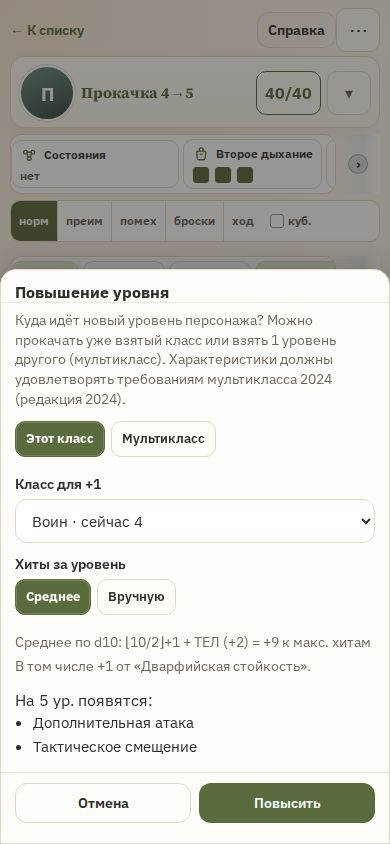 ← К списку
Справка
···
П
Прокачка 4→5
40/40
▼
Состояния
нет
Второе дыхание
›
норм
преим
помех
броски
ход
куб.
Повышение уровня
Куда идёт новый уровень персонажа? Можно
прокачать уже взятый класс или взять 1 уровень
другого (мультикласс). Характеристики должны
удовлетворять требованиям мультикласса 2024
(редакция 2024).
Этот класс
Мультикласс
Класс для +1
Воин · сейчас 4
Хиты за уровень
Среднее
Вручную
Среднее по d10: ⌊10/2⌋+1 + ТЕЛ (+2) = +9 к макс. хитам
В том числе +1 от «Дварфийская стойкость».
На 5 ур. появятся:
• Дополнительная атака
• Тактическое смещение
Отмена
Повысить